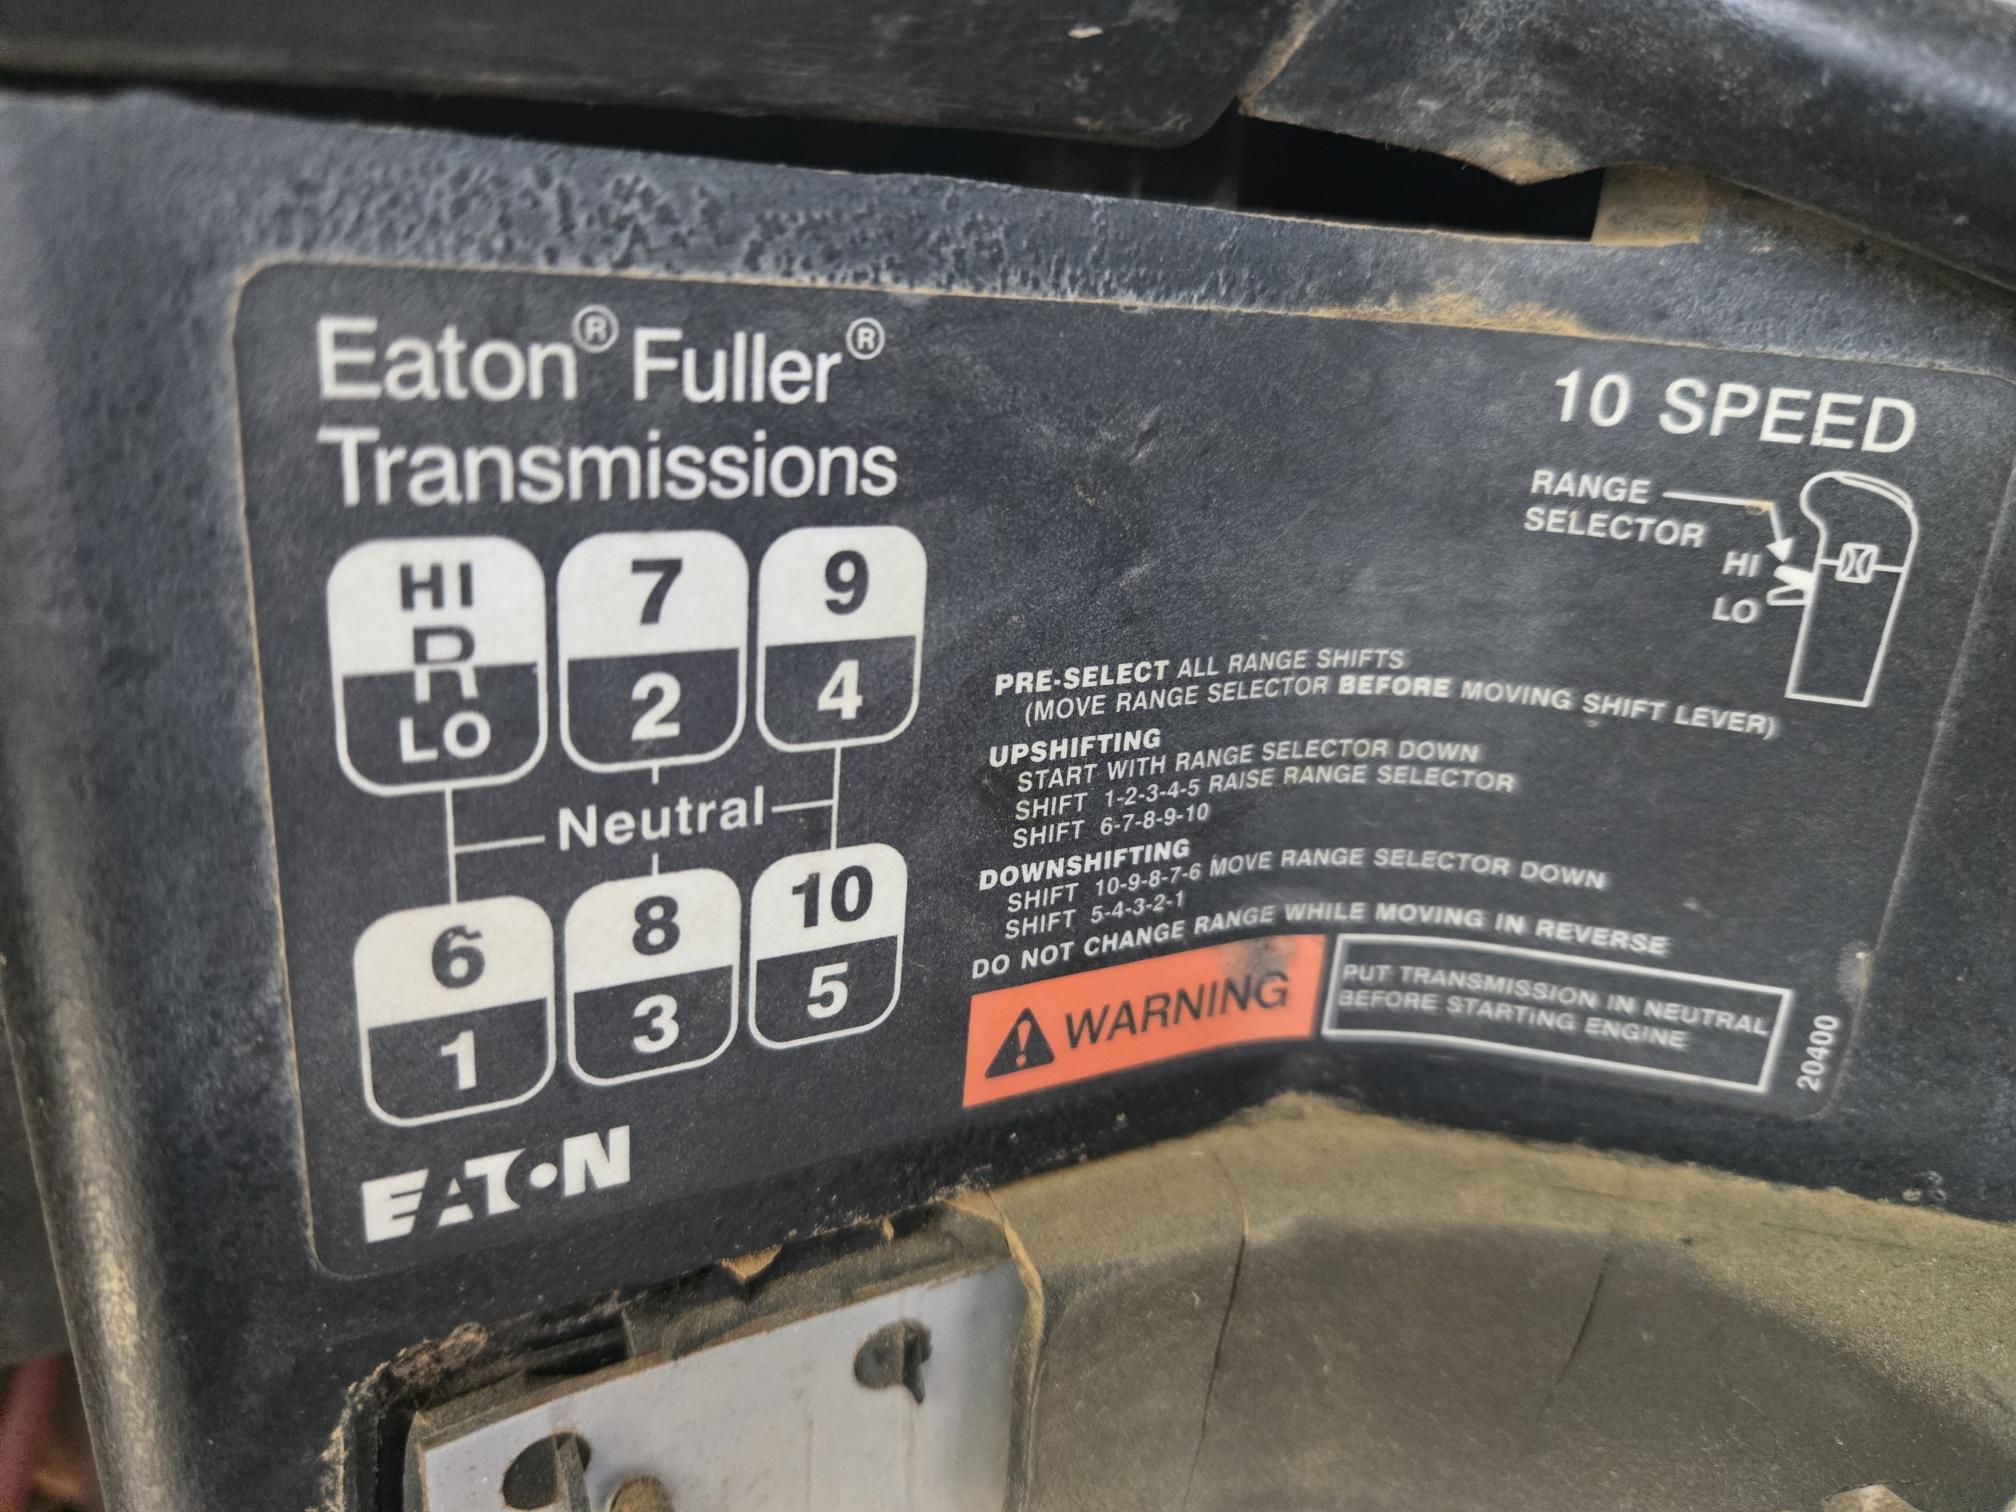 Eaton® Fuller®
Transmissions
HI
R
LO
7
2
9
4
Neutral
6
1
8
3
10
5
EATON
10 SPEED
RANGE
SELECTOR
HI
LO
PRE-SELECT ALL RANGE SHIFTS
(MOVE RANGE SELECTOR BEFORE MOVING SHIFT LEVER)
UPSHIFTING
START WITH RANGE SELECTOR DOWN
SHIFT 1-2-3-4-5 RAISE RANGE SELECTOR
SHIFT 6-7-8-9-10
DOWNSHIFTING
SHIFT 10-9-8-7-6 MOVE RANGE SELECTOR DOWN
SHIFT 5-4-3-2-1
DO NOT CHANGE RANGE WHILE MOVING IN REVERSE
WARNING
PUT TRANSMISSION IN NEUTRAL
BEFORE STARTING ENGINE
20400